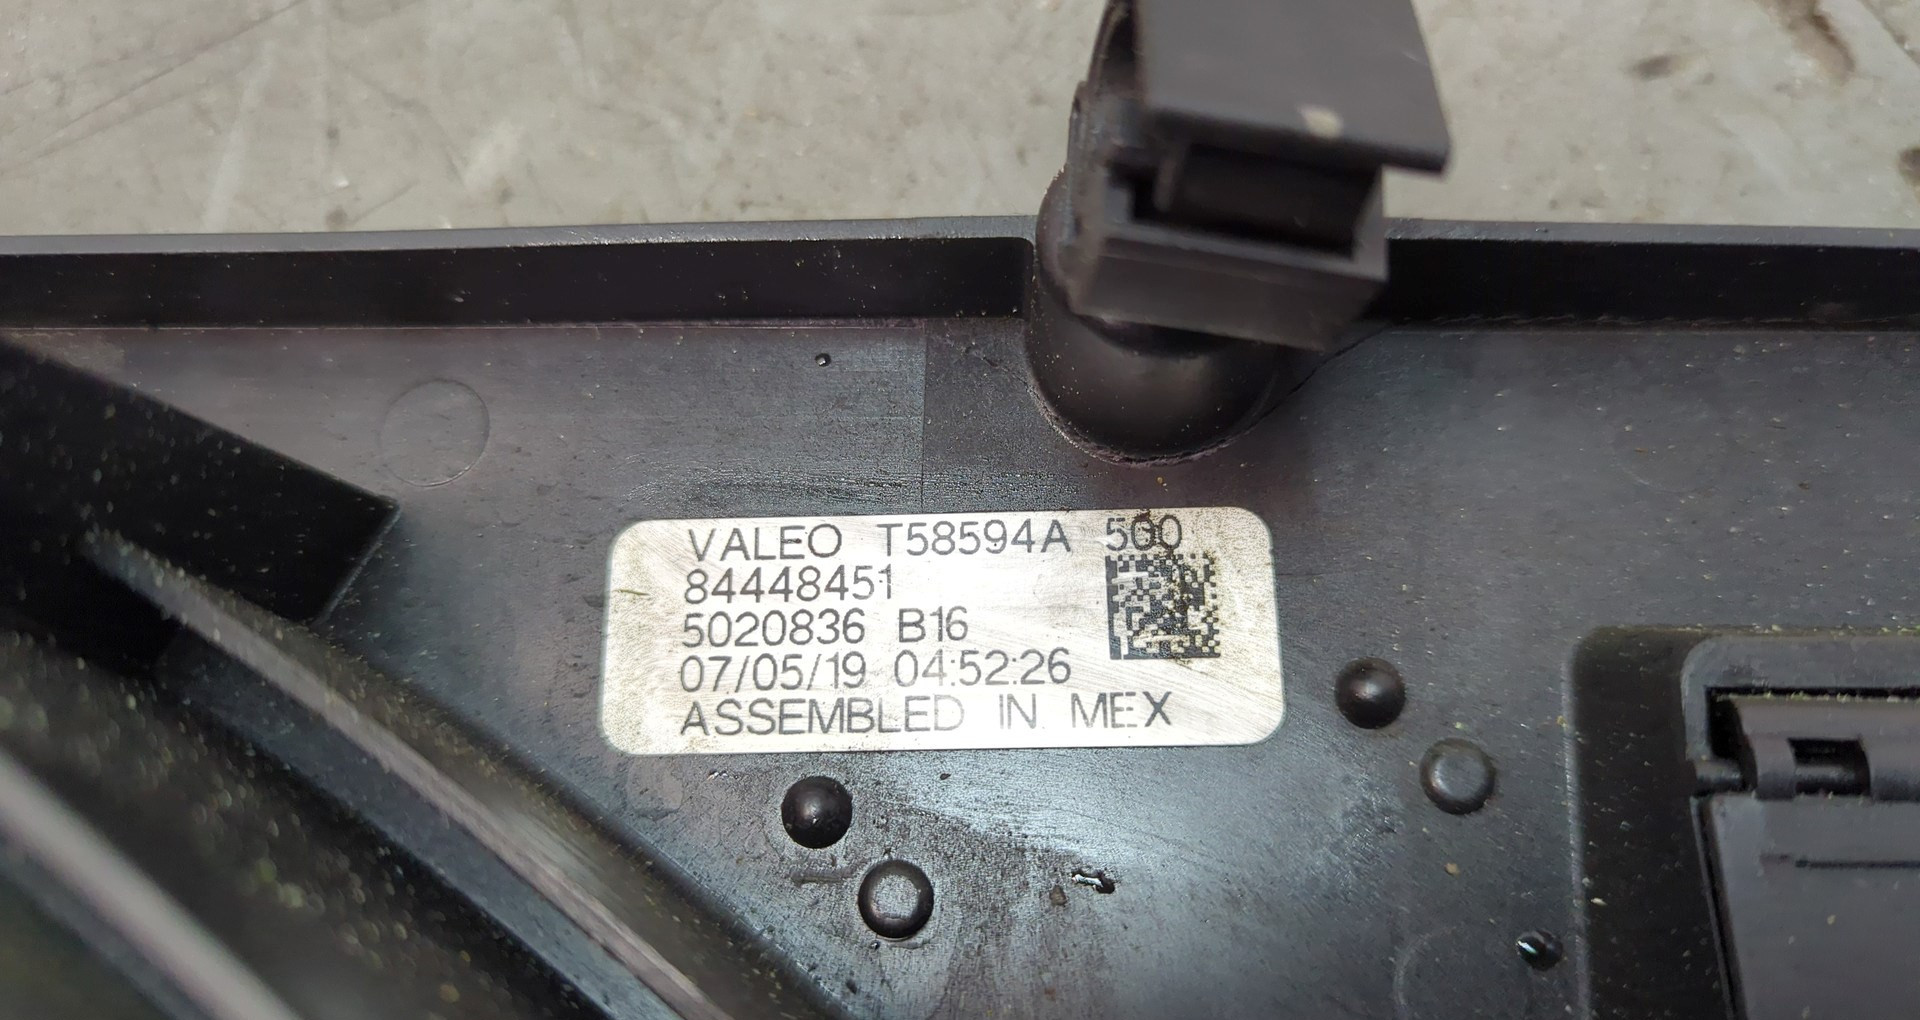 VALEO T58594A 500
84448451
5020836 B16
07/05/19 04:52:26
ASSEMBLED IN MEX